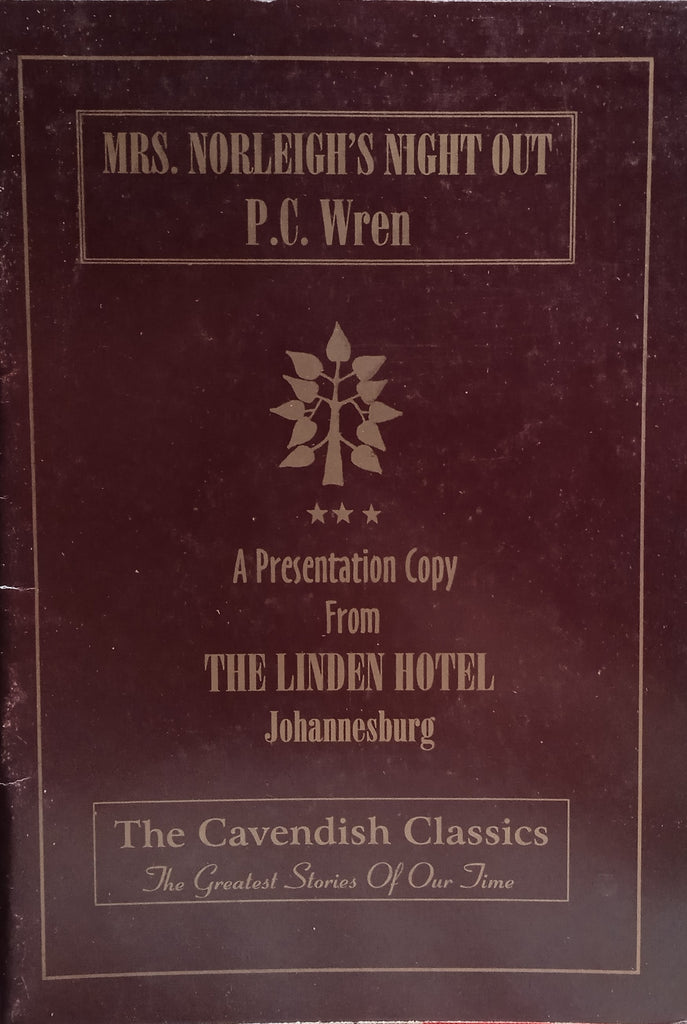 MRS. NORLEIGH'S NIGHT OUT
P.C. Wren
A Presentation Copy
From
THE LINDEN HOTEL
Johannesburg
The Cavendish Classics
The Greatest Stories Of Our Time